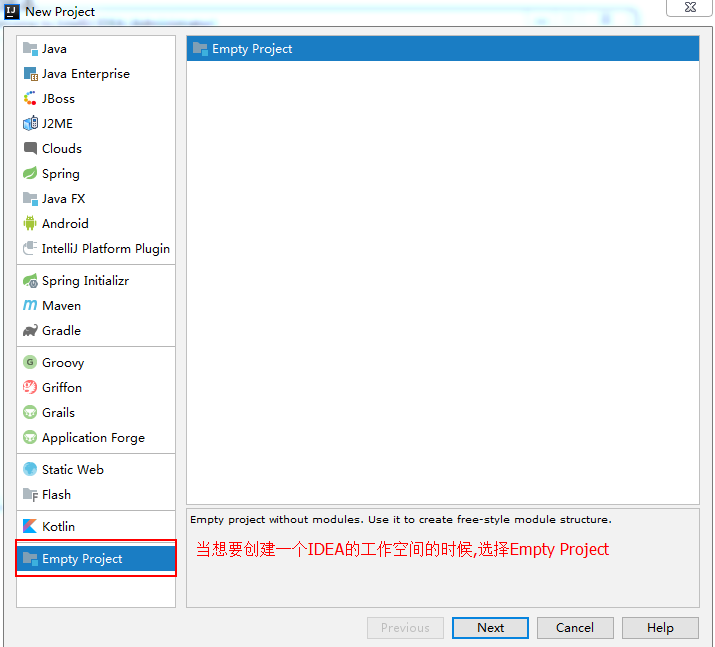 New Project
Java
Java Enterprise
JBoss
J2ME
Clouds
Spring
Java FX
Android
IntelliJ Platform Plugin
Spring Initializr
Maven
Gradle
Groovy
Griffon
Grails
Application Forge
Static Web
Flash
Kotlin
Empty Project
Empty Project
Empty project without modules. Use it to create free-style module structure.
当想要创建一个IDEA的工作空间的时候,选择Empty Project
Previous
Next
Cancel
Help